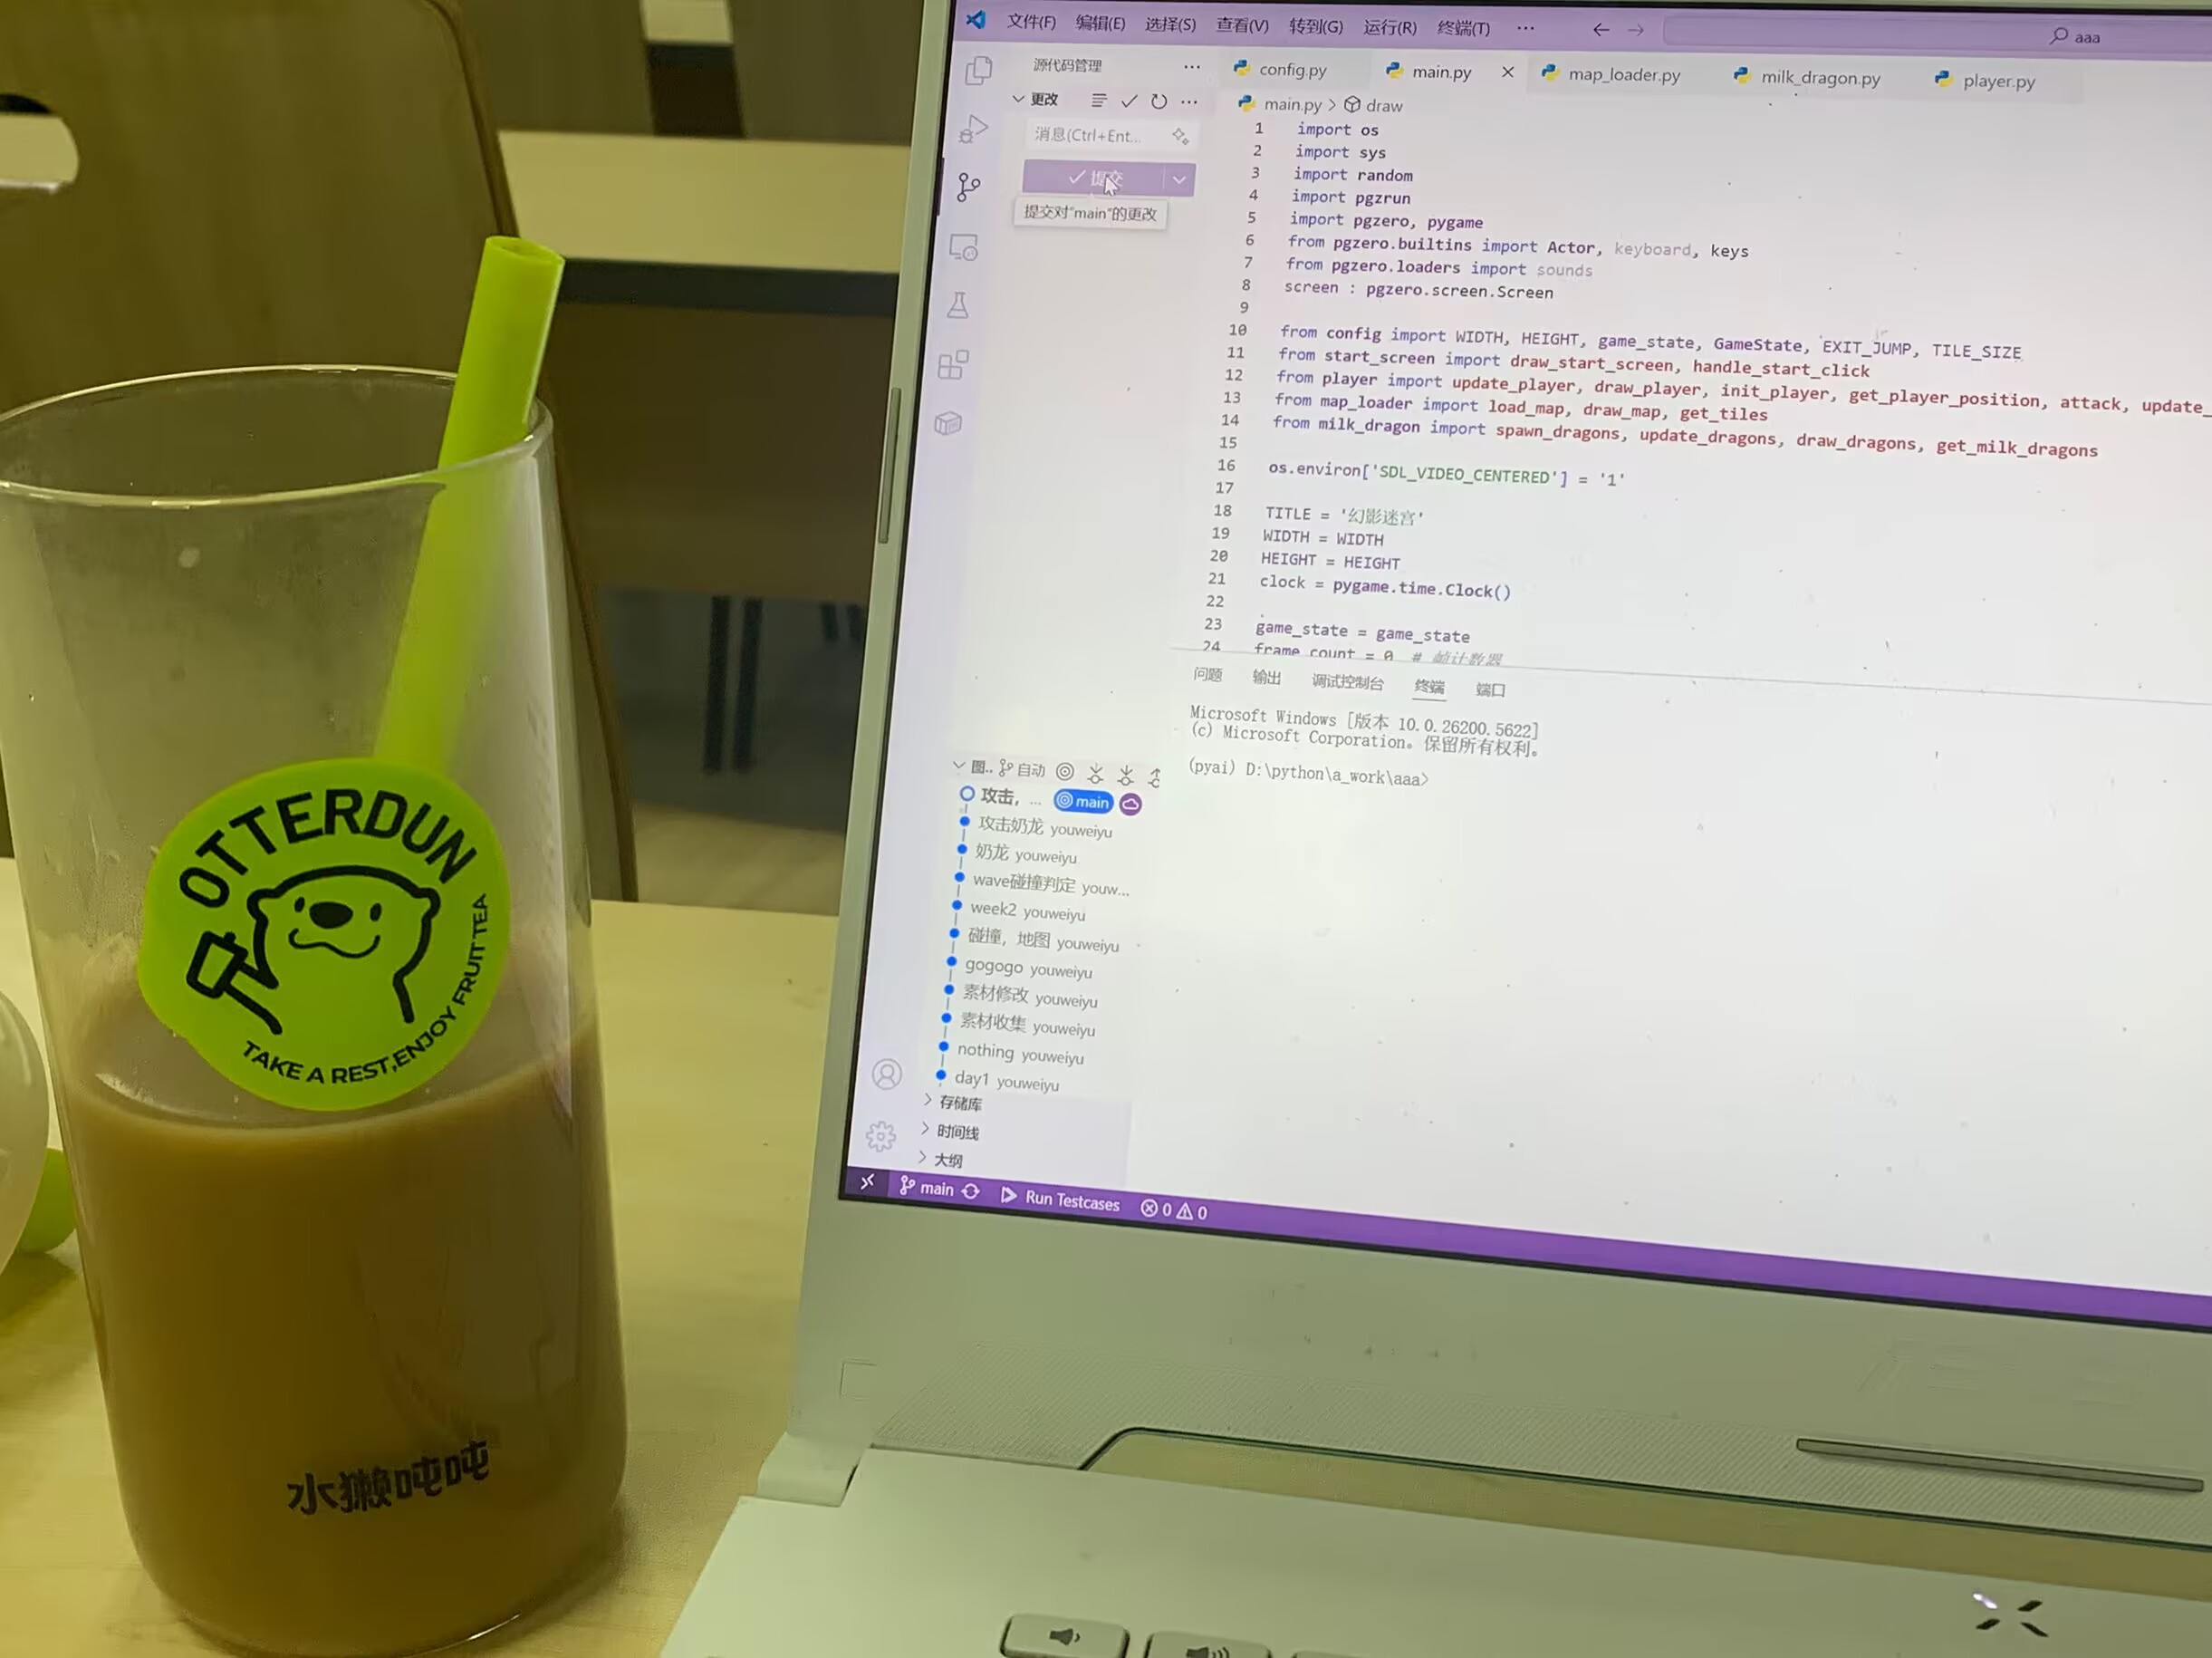 OTTERDUN
TAKE A REST,ENJOY FRUTTEA
水獭吨吨
文件(F) 编辑(E) 选择(S) 查看(V) 转到(G) 运行(R) 终端(T) ··· aaa
源代码管理 ···
更改 ···
消息(Ctrl+Ent...
提交
提交对"main"的更改
config.py main.py map_loader.py milk_dragon.py player.py
main.py > draw
1 import os
2 import sys
3 import random
4 import pgzrun
5 import pgzero, pygame
6 from pgzero.builtins import Actor, keyboard, keys
7 from pgzero.loaders import sounds
8 screen : pgzero.screen.Screen
9
10 from config import WIDTH, HEIGHT, game_state, GameState, EXIT_JUMP, TILE_SIZE
11 from start_screen import draw_start_screen, handle_start_click
12 from player import update_player, draw_player, init_player, get_player_position, attack, update_
13 from map_loader import load_map, draw_map, get_tiles
14 from milk_dragon import spawn_dragons, update_dragons, draw_dragons, get_milk_dragons
15
16 os.environ['SDL_VIDEO_CENTERED'] = '1'
17
18 TITLE = '幻影迷宫'
19 WIDTH = WIDTH
20 HEIGHT = HEIGHT
21 clock = pygame.time.Clock()
22
23 game_state = game_state
24 frame_count = 0 # 帧计数器
问题 输出 调试控制台 终端 端口
Microsoft Windows [版本 10.0.26200.5622]
(c) Microsoft Corporation。保留所有权利。
(pyai) D:\python\a_work\aaa>
图.. 自动
攻击, ... main
攻击奶龙 youweiyu
奶龙 youweiyu
wave碰撞判定 youw...
week2 youweiyu
碰撞，地图 youweiyu
gogogo youweiyu
素材修改 youweiyu
素材收集 youweiyu
nothing youweiyu
day1 youweiyu
存储库
时间线
大纲
main Run Testcases 0 0